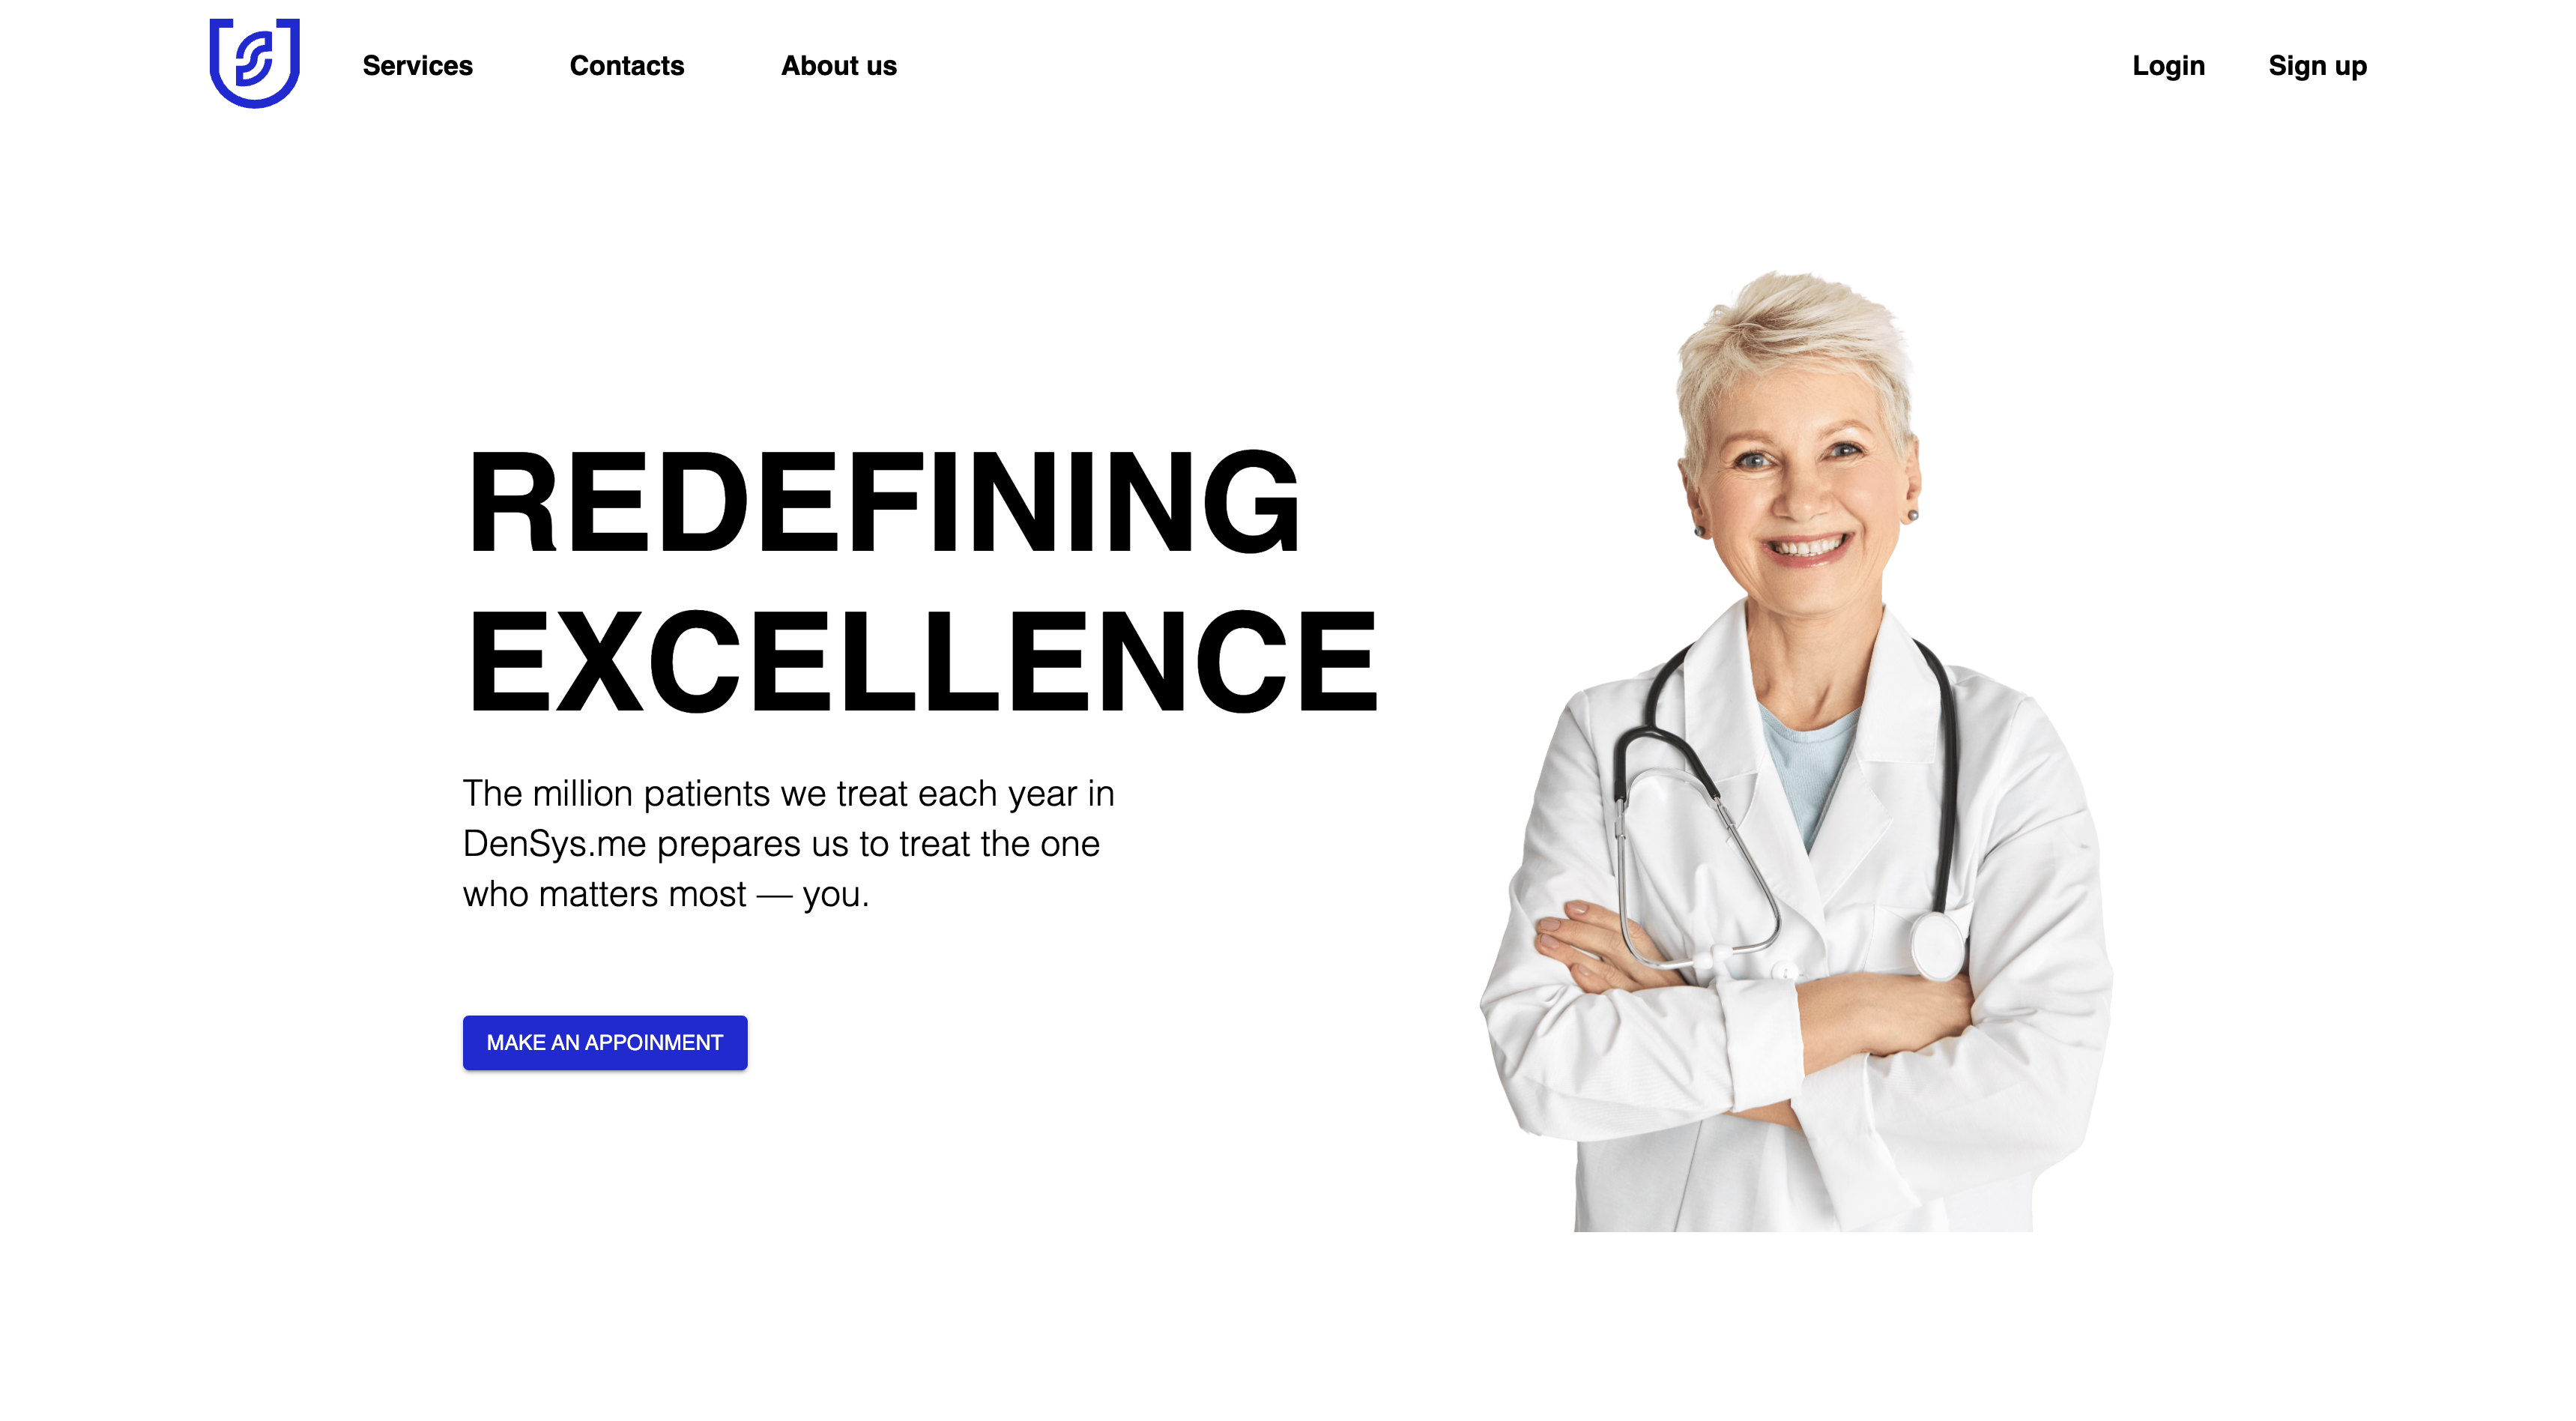 Services
Contacts
About us
Login
Sign up
REDEFINING
EXCELLENCE
The million patients we treat each year in
DenSys.me prepares us to treat the one
who matters most — you.
MAKE AN APPOINMENT